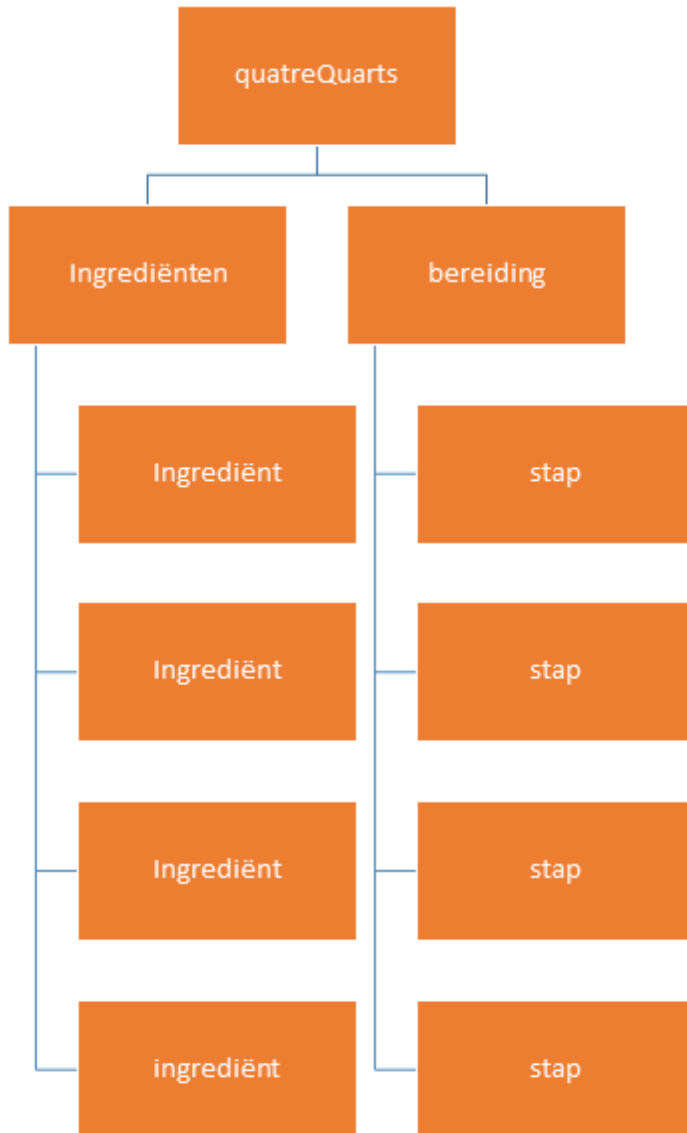 quatreQuarts
Ingrediënten
bereiding
Ingrediënt
stap
Ingrediënt
stap
Ingrediënt
stap
ingrediënt
stap